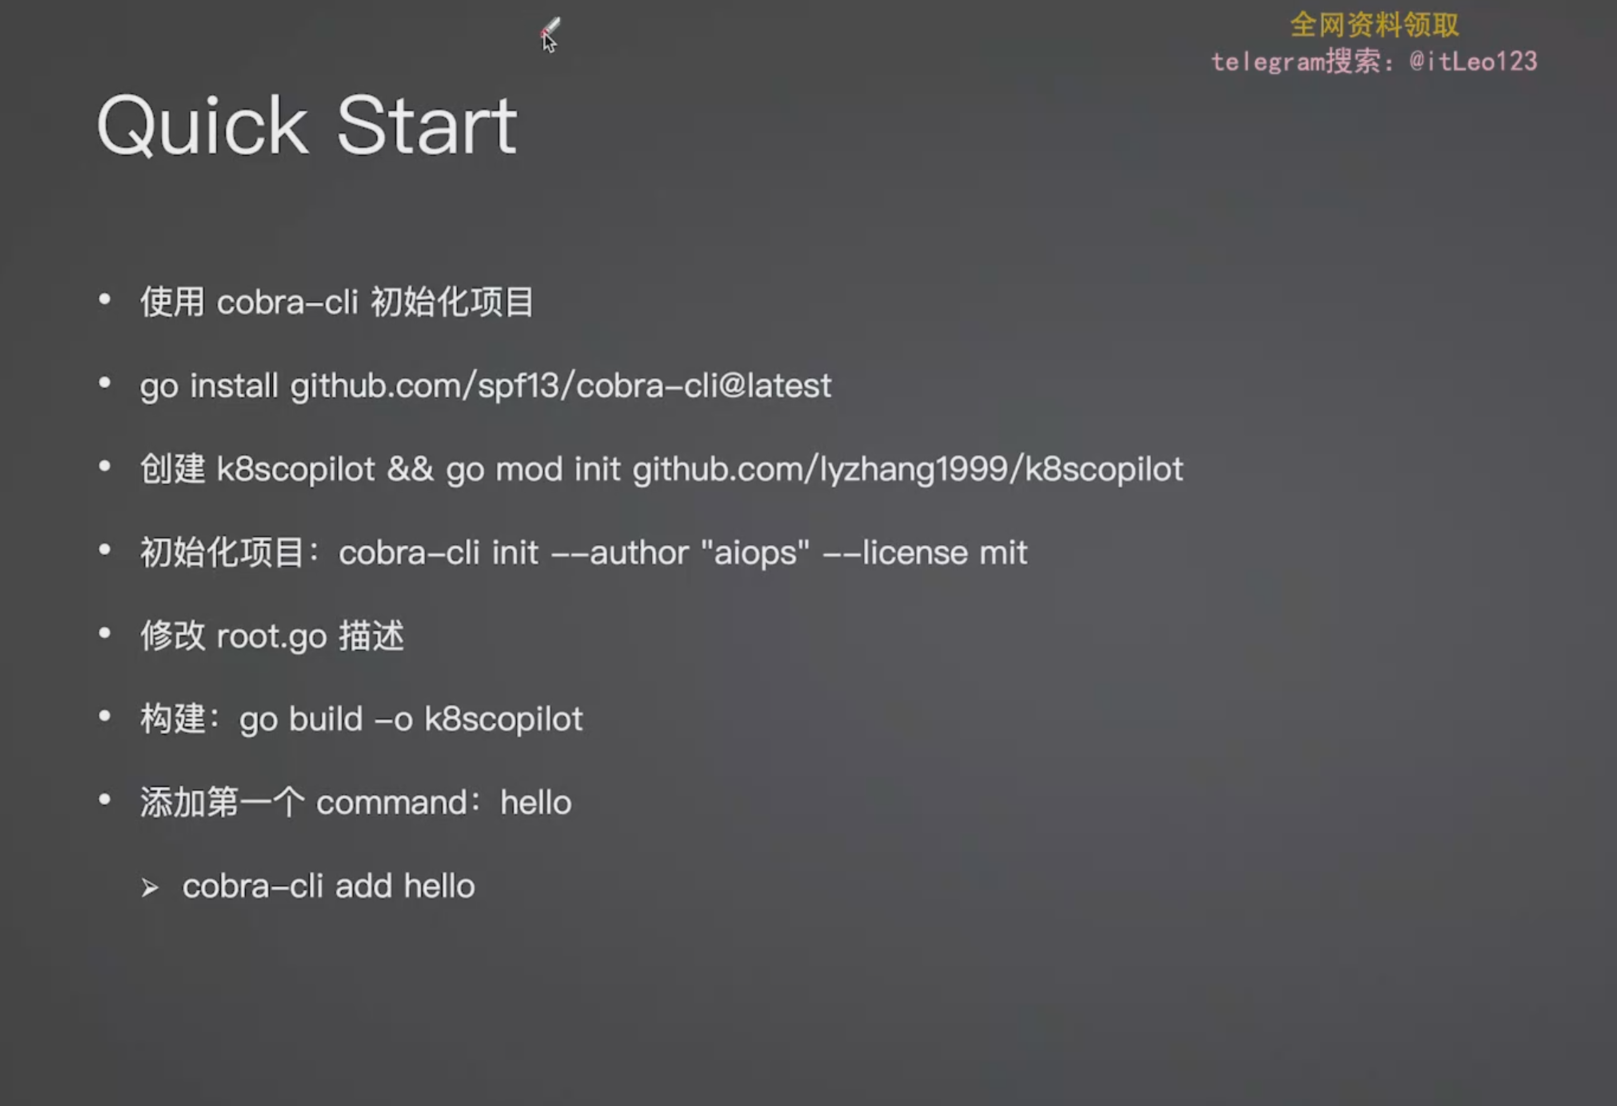 全网资料领取
telegram搜索：@itLeo123
Quick Start
• 使用 cobra-cli 初始化项目
• go install github.com/spf13/cobra-cli@latest
• 创建 k8scopilot && go mod init github.com/lyzhang1999/k8scopilot
• 初始化项目：cobra-cli init --author "aiops" --license mit
• 修改 root.go 描述
• 构建：go build -o k8scopilot
• 添加第一个 command：hello
➢ cobra-cli add hello